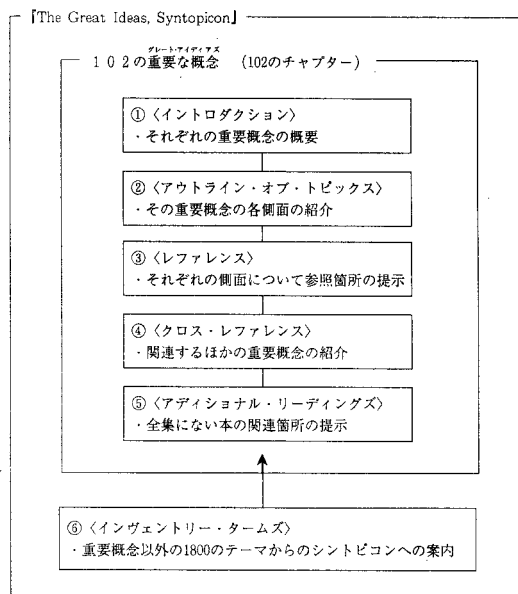 『The Great Ideas, Syntopicon』
グレート・アイディアズ
102の重要な概念 (102のチャプター)
①〈イントロダクション〉
・それぞれの重要概念の概要
②〈アウトライン・オブ・トピックス〉
・その重要概念の各側面の紹介
③〈レファレンス〉
・それぞれの側面について参照箇所の提示
④〈クロス・レファレンス〉
・関連するほかの重要概念の紹介
⑤〈アディショナル・リーディングズ〉
・全集にない本の関連箇所の提示
⑥〈インヴェントリー・タームズ〉
・重要概念以外の1800のテーマからのシントピコンへの案内